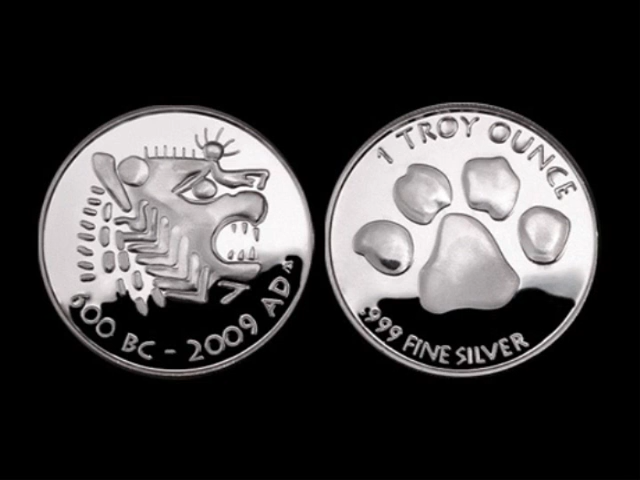 600 BC - 2009 AD
1 TROY OUNCE
.999 FINE SILVER